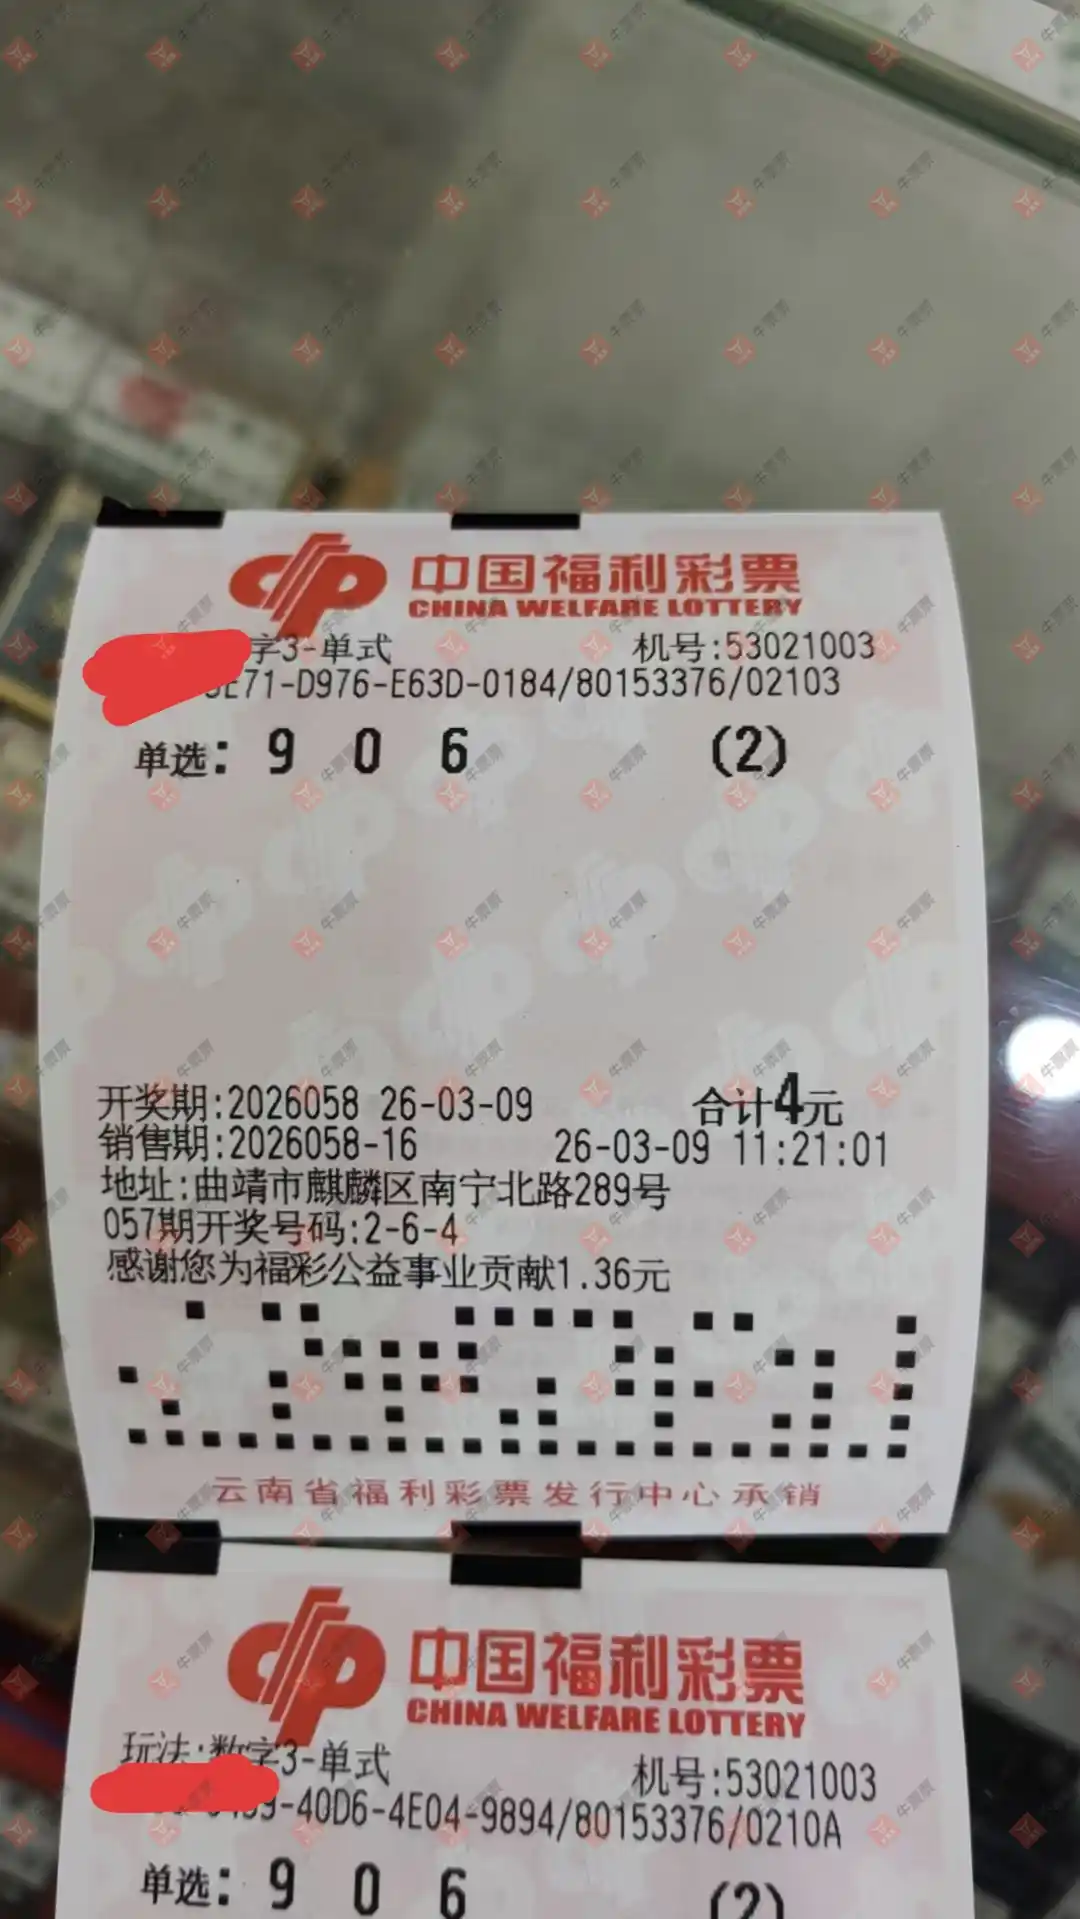 中国福利彩票
CHINA WELFARE LOTTERY
字3-单式 机号:53021003
E71-D976-E63D-0184/80153376/02103
单选: 9 0 6 (2)
开奖期:2026058 26-03-09 合计4元
销售期:2026058-16 26-03-09 11:21:01
地址:曲靖市麒麟区南宁北路289号
057期开奖号码:2-6-4
感谢您为福彩公益事业贡献1.36元
云南省福利彩票发行中心承销
中国福利彩票
CHINA WELFARE LOTTERY
玩法:数字3-单式 机号:53021003
9-40D6-4E04-9894/80153376/0210A
单选: 9 0 6 (2)
牛票票